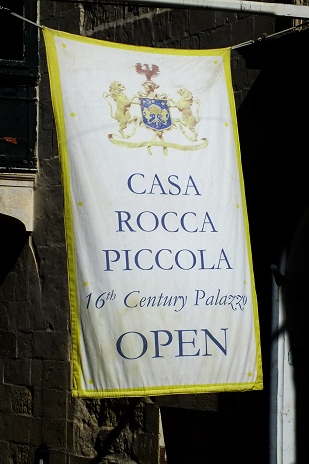 CASA
ROCCA
PICCOLA
16th Century Palazzo
OPEN